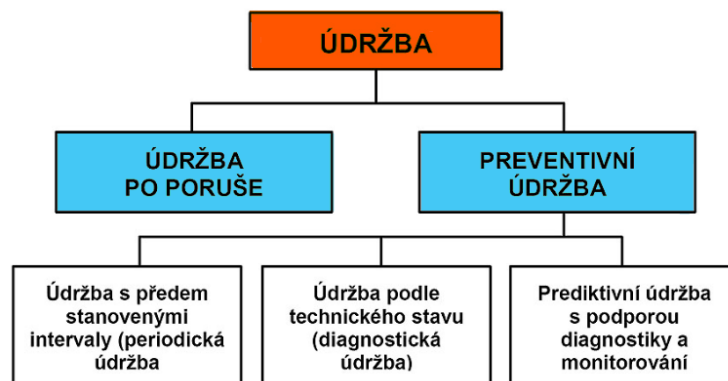 ÚDRŽBA
ÚDRŽBA
PO PORUŠE
PREVENTIVNÍ
ÚDRŽBA
Údržba s předem
stanovenými
intervaly (periodická
údržba
Údržba podle
technického stavu
(diagnostická
údržba)
Prediktivní údržba
s podporou
diagnostiky a
monitorování